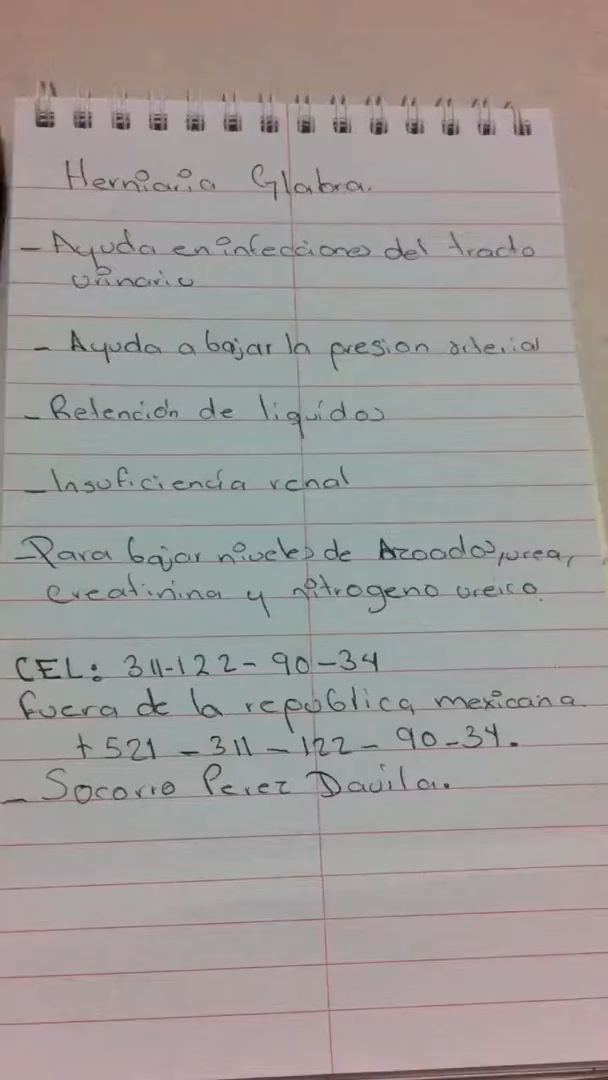 Herniaria Glabra.
- Ayuda en infecciones del tracto
urinario
- Ayuda a bajar la presion arterial
- Retención de liquidos
- Insuficiencía renal
- Para bajar niveles de Azoados, urea,
creatinina y nitrogeno ureico.
CEL: 311-122-90-34
fuera de la república mexicana.
+521-311-122-90-34.
- Socorro Perez Davila.